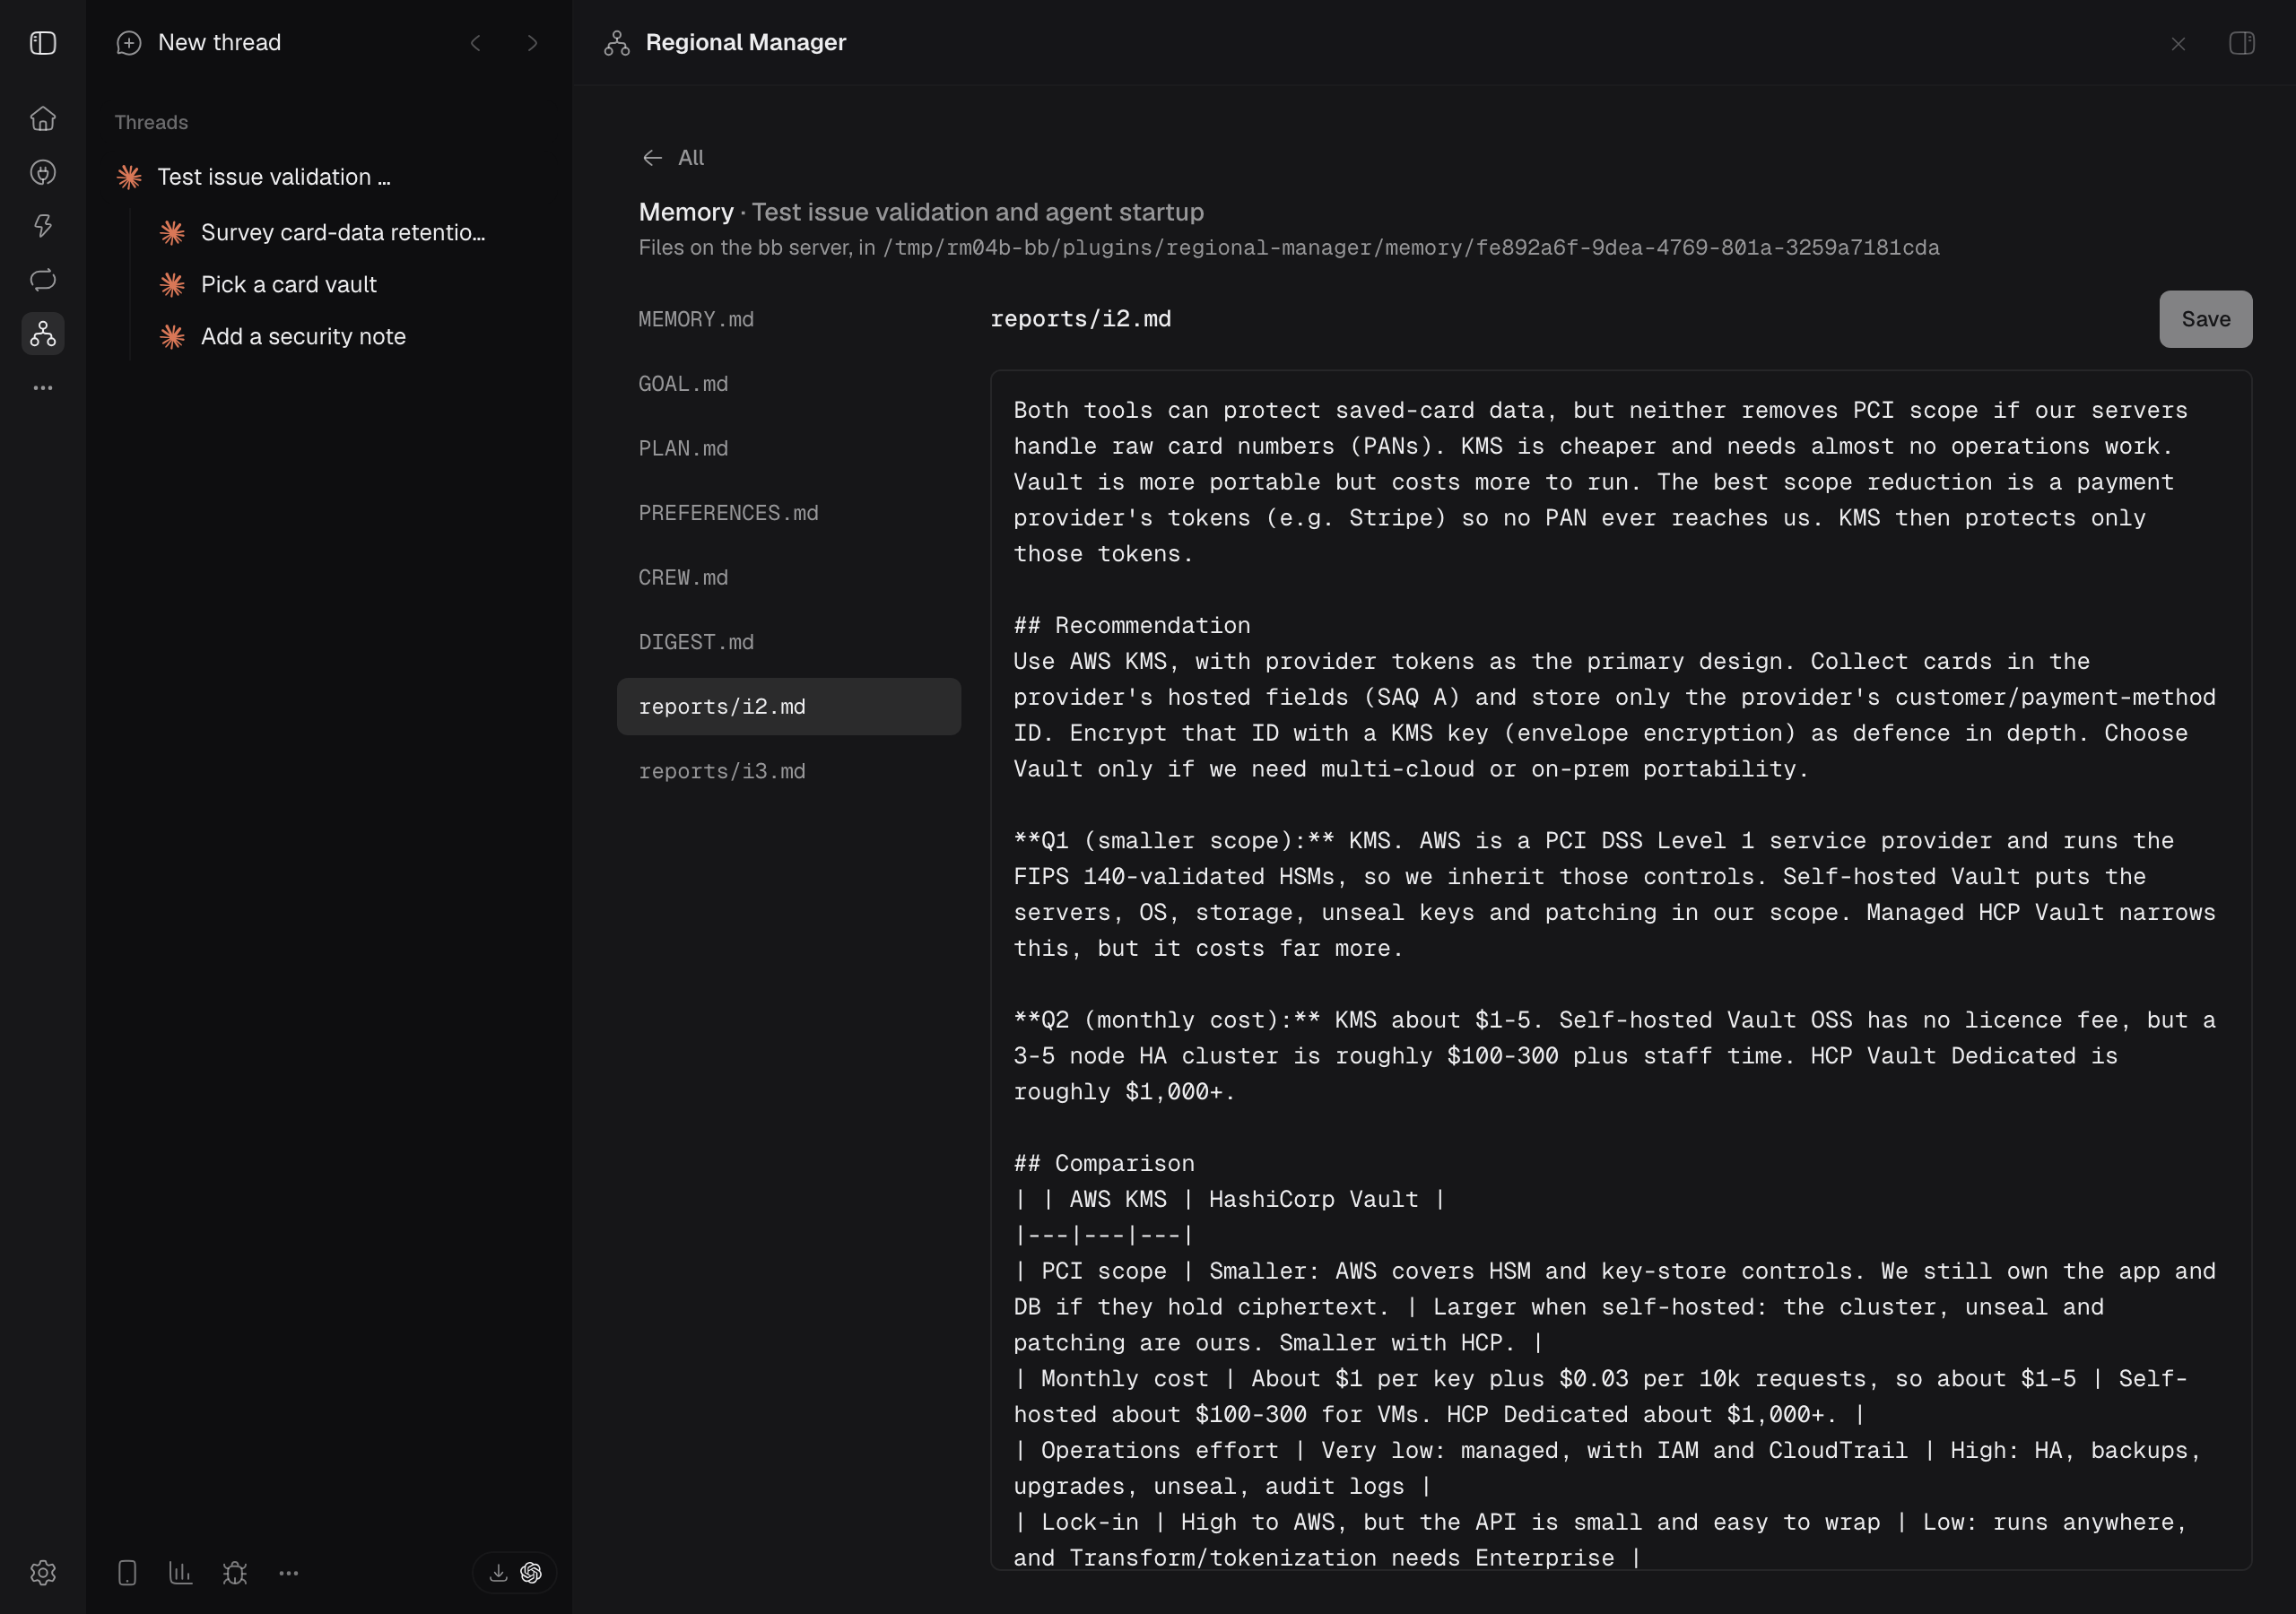 New thread
Threads
Test issue validation ...
Survey card-data retentio...
Pick a card vault
Add a security note
Regional Manager
All
Memory · Test issue validation and agent startup
Files on the bb server, in /tmp/rm04b-bb/plugins/regional-manager/memory/fe892a6f-9dea-4769-801a-3259a7181cda
MEMORY.md
GOAL.md
PLAN.md
PREFERENCES.md
CREW.md
DIGEST.md
reports/i2.md
reports/i3.md
reports/i2.md
Save
Both tools can protect saved-card data, but neither removes PCI scope if our servers
handle raw card numbers (PANs). KMS is cheaper and needs almost no operations work.
Vault is more portable but costs more to run. The best scope reduction is a payment
provider's tokens (e.g. Stripe) so no PAN ever reaches us. KMS then protects only
those tokens.
## Recommendation
Use AWS KMS, with provider tokens as the primary design. Collect cards in the
provider's hosted fields (SAQ A) and store only the provider's customer/payment-method
ID. Encrypt that ID with a KMS key (envelope encryption) as defence in depth. Choose
Vault only if we need multi-cloud or on-prem portability.
**Q1 (smaller scope):** KMS. AWS is a PCI DSS Level 1 service provider and runs the
FIPS 140-validated HSMs, so we inherit those controls. Self-hosted Vault puts the
servers, OS, storage, unseal keys and patching in our scope. Managed HCP Vault narrows
this, but it costs far more.
**Q2 (monthly cost):** KMS about $1-5. Self-hosted Vault OSS has no licence fee, but a
3-5 node HA cluster is roughly $100-300 plus staff time. HCP Vault Dedicated is
roughly $1,000+.
## Comparison
| | AWS KMS | HashiCorp Vault |
|---|---|---|
| PCI scope | Smaller: AWS covers HSM and key-store controls. We still own the app and
DB if they hold ciphertext. | Larger when self-hosted: the cluster, unseal and
patching are ours. Smaller with HCP. |
| Monthly cost | About $1 per key plus $0.03 per 10k requests, so about $1-5 | Self-
hosted about $100-300 for VMs. HCP Dedicated about $1,000+. |
| Operations effort | Very low: managed, with IAM and CloudTrail | High: HA, backups,
upgrades, unseal, audit logs |
| Lock-in | High to AWS, but the API is small and easy to wrap | Low: runs anywhere,
and Transform/tokenization needs Enterprise |